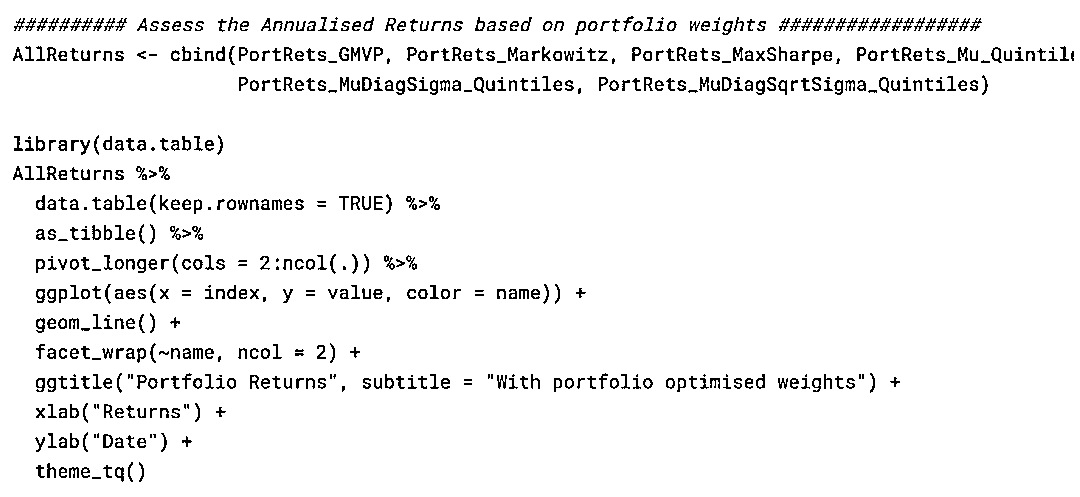 ########## Assess the Annualised Returns based on portfolio weights ##################
AllReturns <- cbind(PortRets_GMVP, PortRets_Markowitz, PortRets_MaxSharpe, PortRets_Mu_Quintil
PortRets_MuDiagSigma_Quintiles, PortRets_MuDiagSqrtSigma_Quintiles)
library(data.table)
AllReturns %>%
data.table(keep.rownames = TRUE) %>%
as_tibble() %>%
pivot_longer(cols = 2:ncol(.)) %>%
ggplot(aes(x = index, y = value, color = name)) +
geom_line() +
facet_wrap(~name, ncol = 2) +
ggtitle("Portfolio Returns", subtitle = "With portfolio optimised weights") +
xlab("Returns") +
ylab("Date") +
theme_tq()